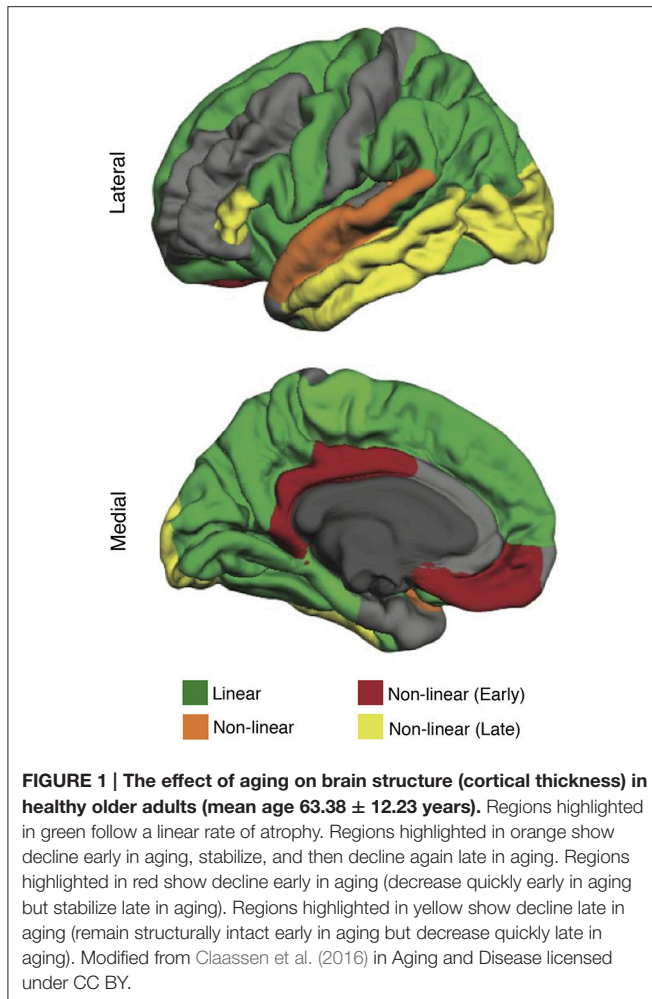 Lateral
Medial
Linear
Non-linear (Early)
Non-linear
Non-linear (Late)
FIGURE 1 | The effect of aging on brain structure (cortical thickness) in
healthy older adults (mean age 63.38 ± 12.23 years). Regions highlighted
in green follow a linear rate of atrophy. Regions highlighted in orange show
decline early in aging, stabilize, and then decline again late in aging. Regions
highlighted in red show decline early in aging (decrease quickly early in aging
but stabilize late in aging). Regions highlighted in yellow show decline late in
aging (remain structurally intact early in aging but decrease quickly late in
aging). Modified from Claassen et al. (2016) in Aging and Disease licensed
under CC BY.